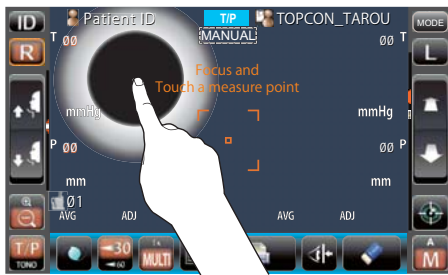 ID Patient ID T/P TOPCON_TAROU MODE
MANUAL
R T 00 00 T L
Focus and
Touch a measure point
mmHg mmHg
P 00 00 P
mm mm
01
AVG ADJ AVG ADJ
T/P
TONO
30
60
MULTI
A
M